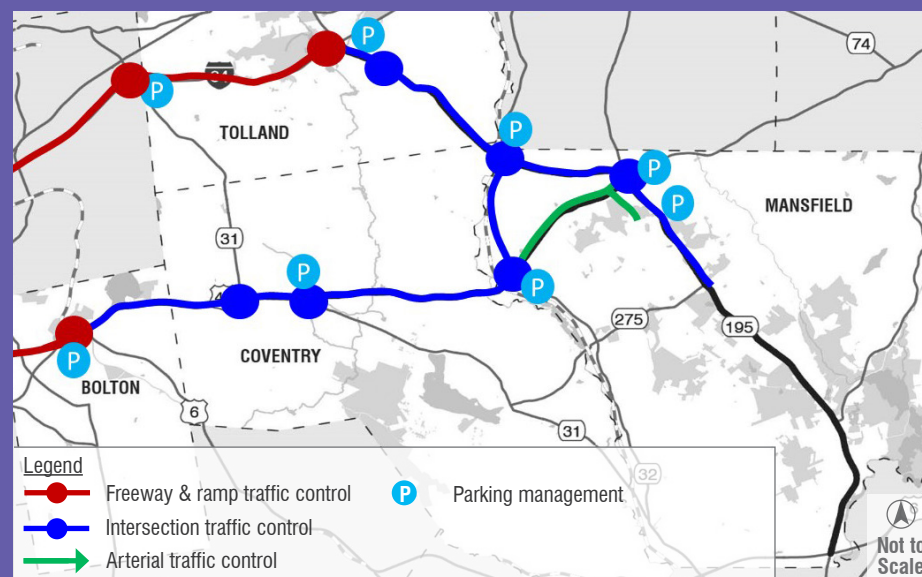 P
74
P
TOLLAND
P
P
P
MANSFIELD
31
P
P
275
195
COVENTRY
P
BOLTON
6
31
32
Legend
Freeway & ramp traffic control
P
Parking management
Intersection traffic control
Arterial traffic control
Not to
Scale